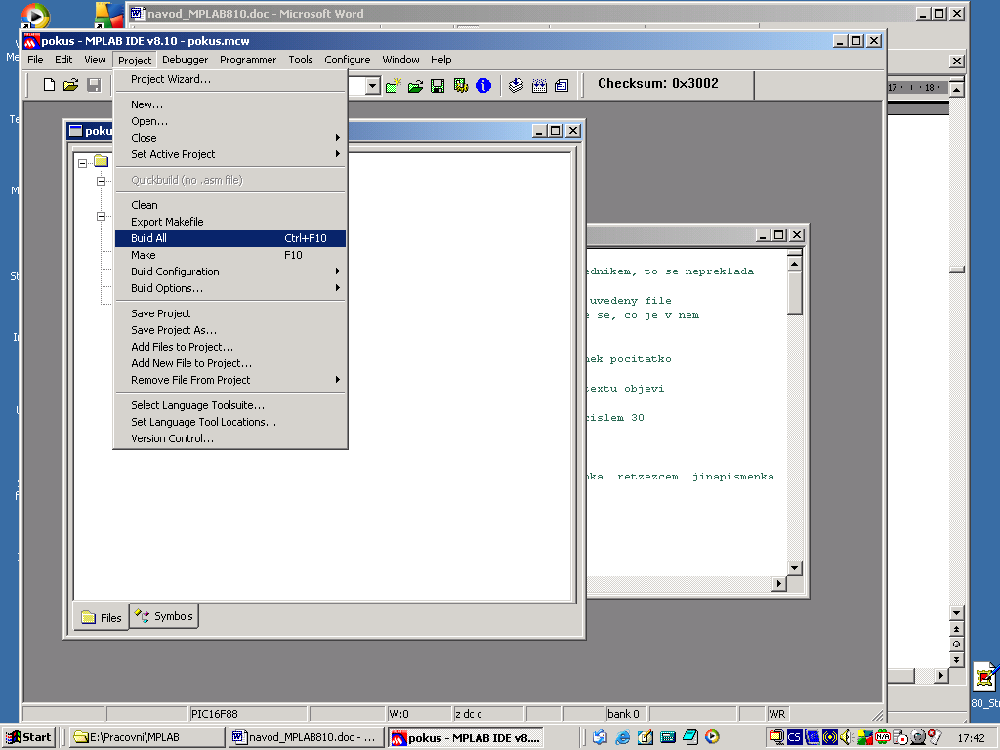 navod_MPLAB810.doc - Microsoft Word
pokus - MPLAB IDE v8.10 - pokus.mcw
File Edit View Project Debugger Programmer Tools Configure Window Help
Checksum: 0x3002
17 18
Project Wizard...
New...
Open...
Close
Set Active Project
Quickbuild (no .asm file)
Clean
Export Makefile
Build All Ctrl+F10
Make F10
Build Configuration
Build Options...
Save Project
Save Project As...
Add Files to Project...
Add New File to Project...
Remove File From Project
Select Language Toolsuite...
Set Language Tool Locations...
Version Control...
ednikem, to se nepreklada
uvedeny file
e se, co je v nem
nek pocitatko
textu objevi
cislem 30
nka retzezcem jinapismenka
Files Symbols
PIC16F88 W:0 z dc c bank 0 WR
80_Str
Start E:\Pracovni\MPLAB navod_MPLAB810.doc - ... pokus - MPLAB IDE v8.... CS 17:42